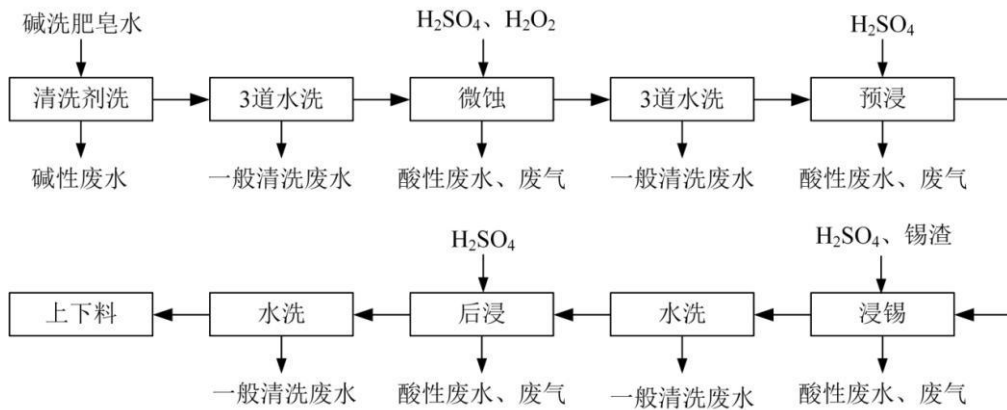 碱洗肥皂水
H₂SO₄、H₂O₂
H₂SO₄
清洗剂洗
3道水洗
微蚀
3道水洗
预浸
碱性废水
一般清洗废水
酸性废水、废气
一般清洗废水
酸性废水、废气
H₂SO₄
H₂SO₄、锡渣
上下料
水洗
后浸
水洗
浸锡
一般清洗废水
酸性废水、废气
一般清洗废水
酸性废水、废气